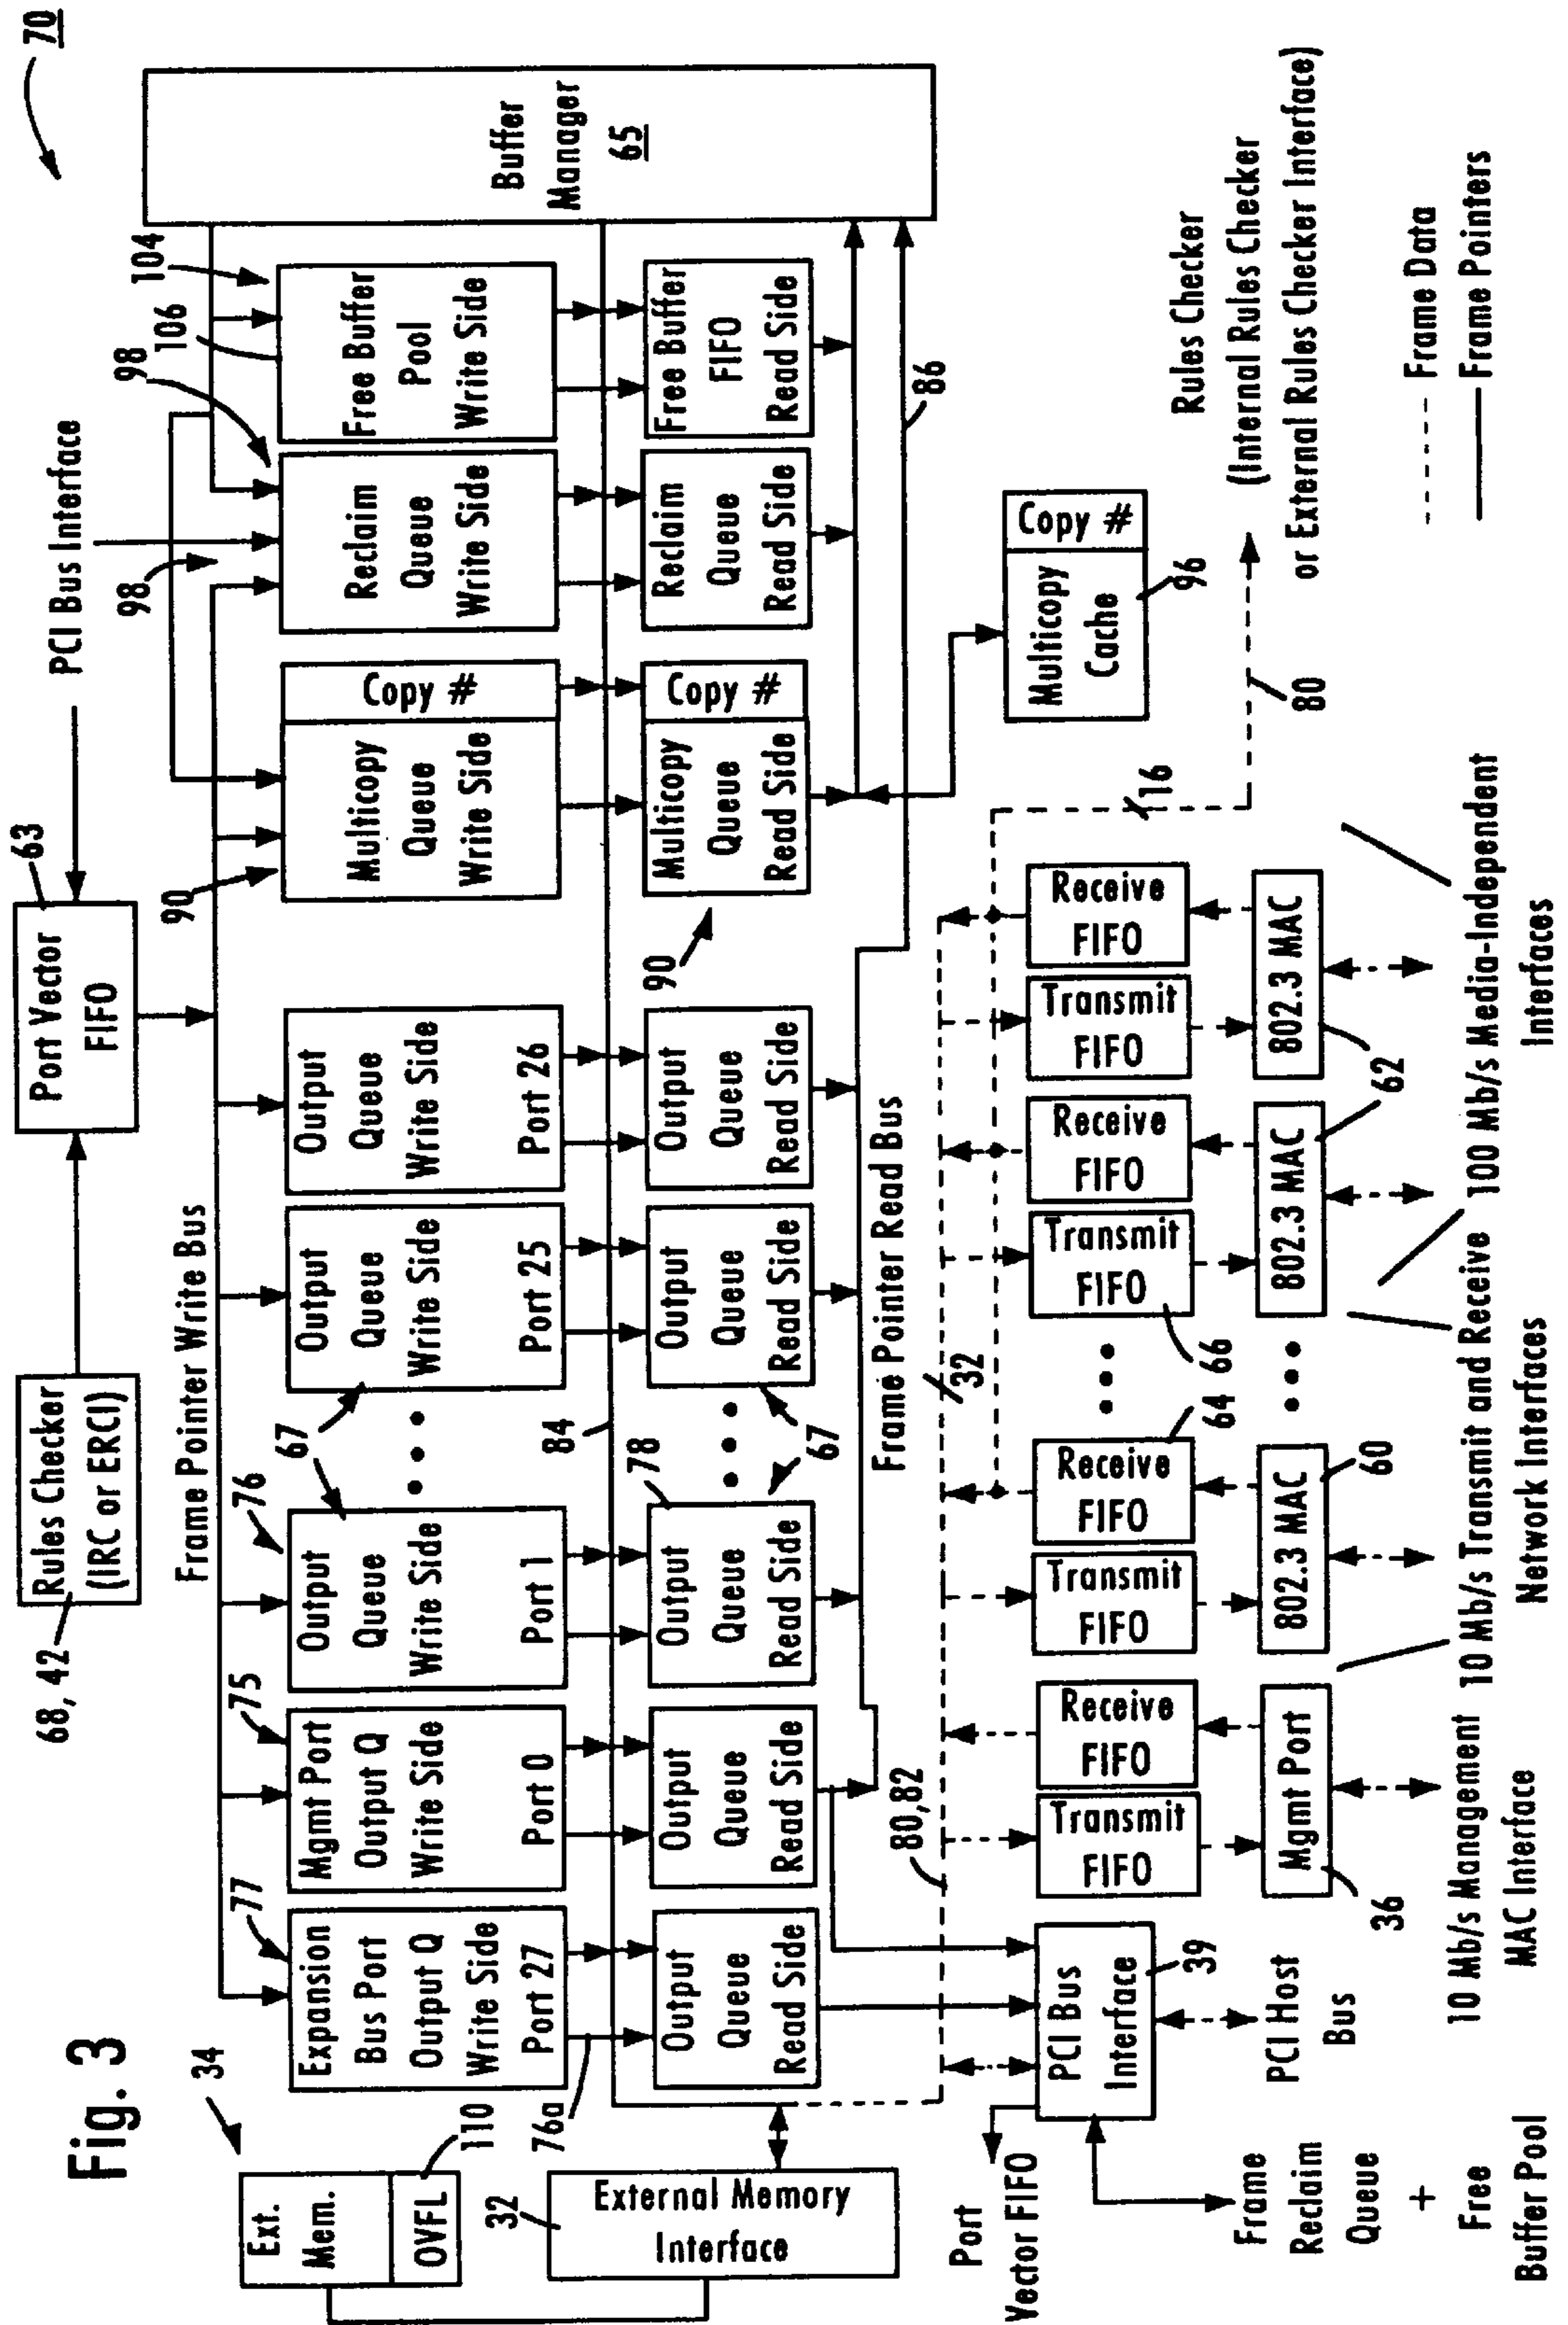 Fig. 3
70
34
Ext.
Mem.
OVFL
110
32
External Memory
Interface
68, 42
Rules Checker
(IRC or ERCI)
Port Vector
FIFO
63
PCI Bus Interface
Frame Pointer Write Bus
77
Expansion
Bus Port
Output Q
Write Side
Port 27
76a
75
Mgmt Port
Output Q
Write Side
Port 0
76
67
Output
Queue
Write Side
Port 1
Output
Queue
Write Side
Port 25
Output
Queue
Write Side
Port 26
90
Multicopy
Queue
Write Side
Copy #
98
98
Reclaim
Queue
Write Side
104
106
Free Buffer
Pool
Write Side
Buffer
Manager
65
84
Output
Queue
Read Side
Output
Queue
Read Side
78
Output
Queue
Read Side
67
Output
Queue
Read Side
Output
Queue
Read Side
90
Multicopy
Queue
Read Side
Copy #
Reclaim
Queue
Read Side
Free Buffer
FIFO
Read Side
Frame Pointer Read Bus
86
80,82
32
16
80
Multicopy
Cache
Copy #
96
Rules Checker
(Internal Rules Checker
or External Rules Checker Interface)
Port
Vector FIFO
PCI Bus
Interface
39
PCI Host
Bus
Frame
Reclaim
Queue
+
Free
Buffer Pool
Transmit
FIFO
Receive
FIFO
Mgmt Port
36
10 Mb/s Management
MAC Interface
Transmit
FIFO
Receive
FIFO
64
802.3 MAC
60
10 Mb/s Transmit and Receive
Network Interfaces
Transmit
FIFO
66
Receive
FIFO
802.3 MAC
62
Transmit
FIFO
Receive
FIFO
802.3 MAC
100 Mb/s Media-Independent
Interfaces
Frame Data
Frame Pointers